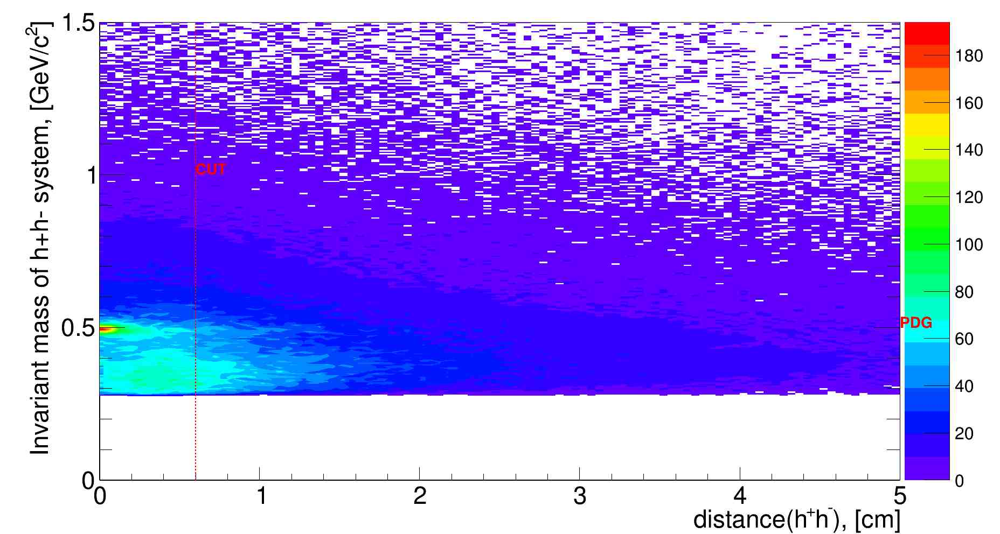 Invariant mass of h+h- system, [GeV/c²]
1.5
1
0.5
0
CUT
PDG
180
160
140
120
100
80
60
40
20
0
0 1 2 3 4 5
distance(h⁺h⁻), [cm]